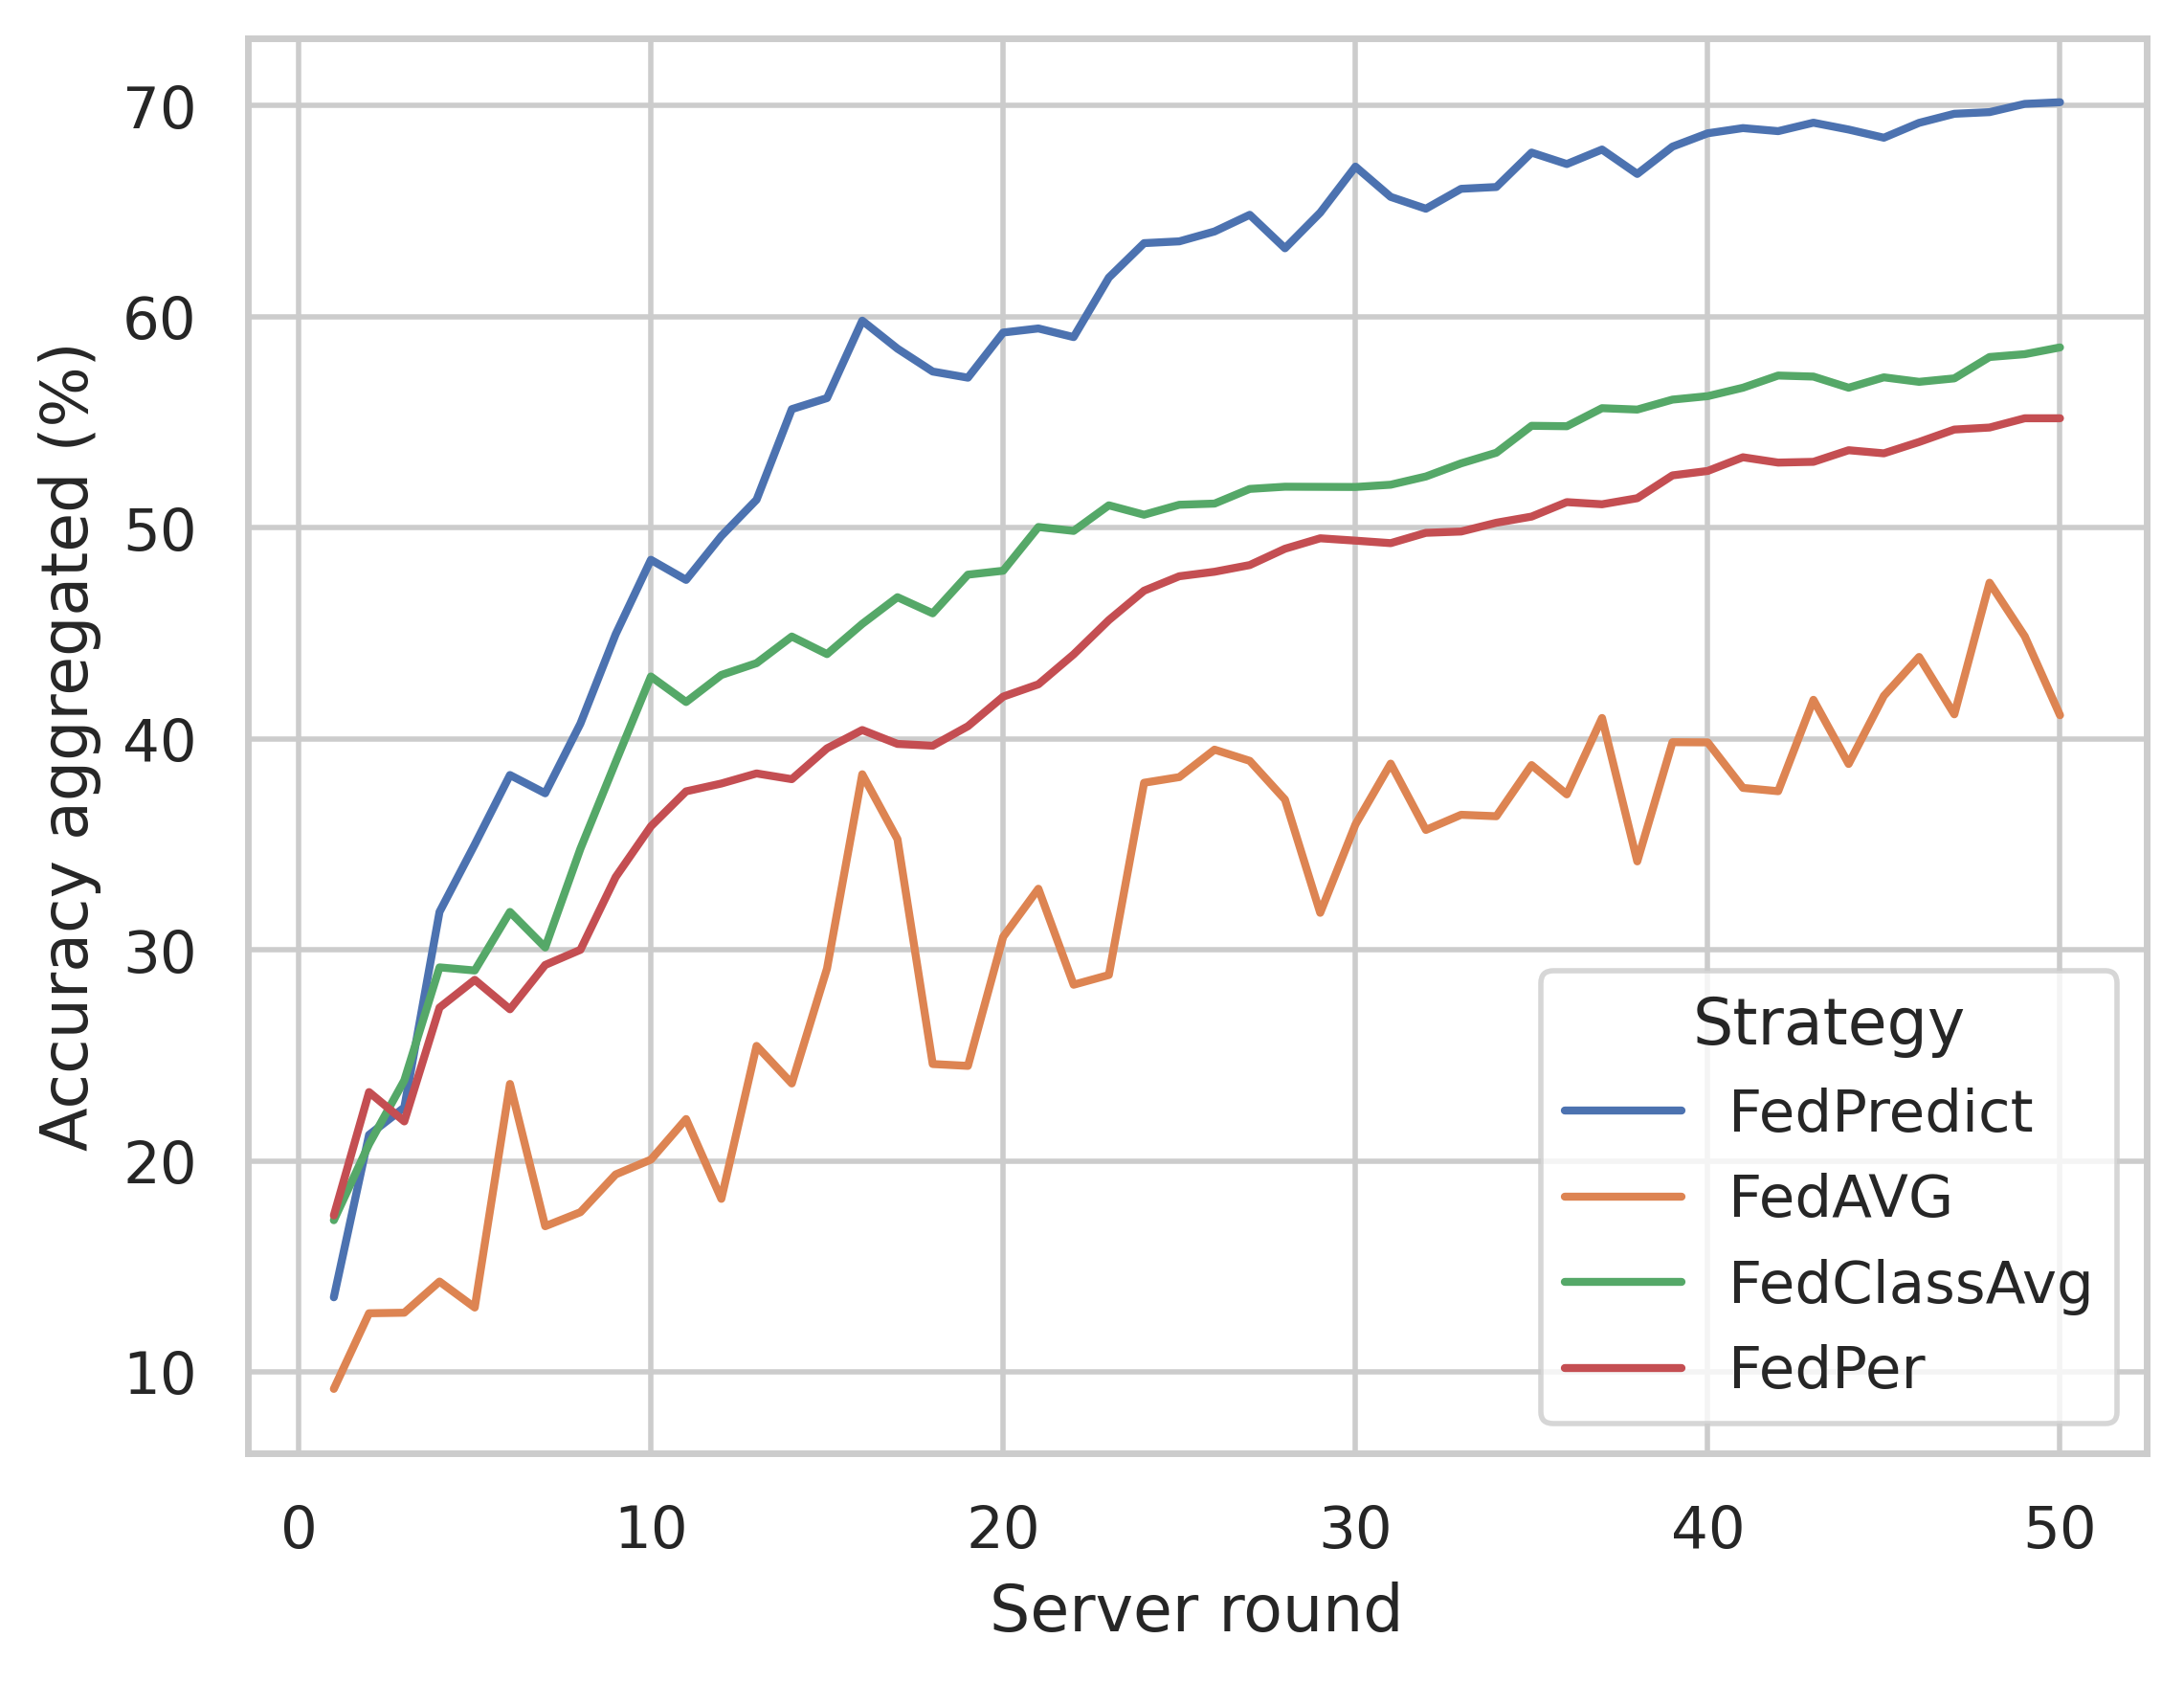 70
60
50
40
30
20
10
Accuracy aggregated (%)
0 10 20 30 40 50
Server round
Strategy
FedPredict
FedAVG
FedClassAvg
FedPer